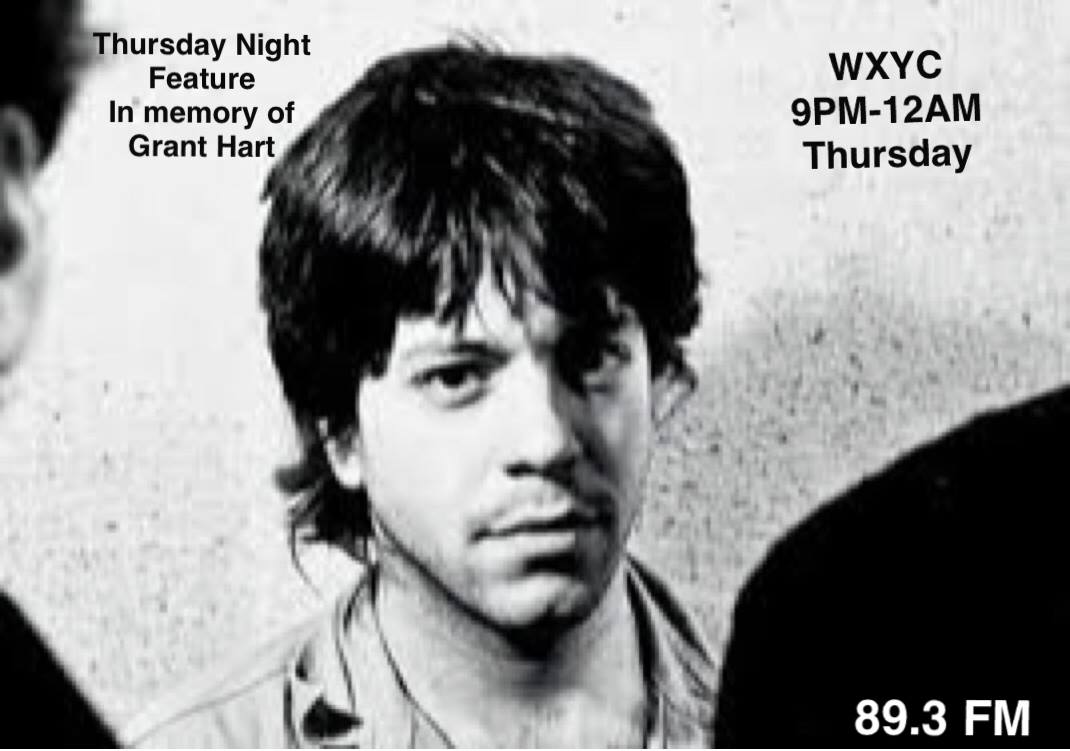 Thursday Night
Feature
In memory of
Grant Hart
WXYC
9PM-12AM
Thursday
89.3 FM